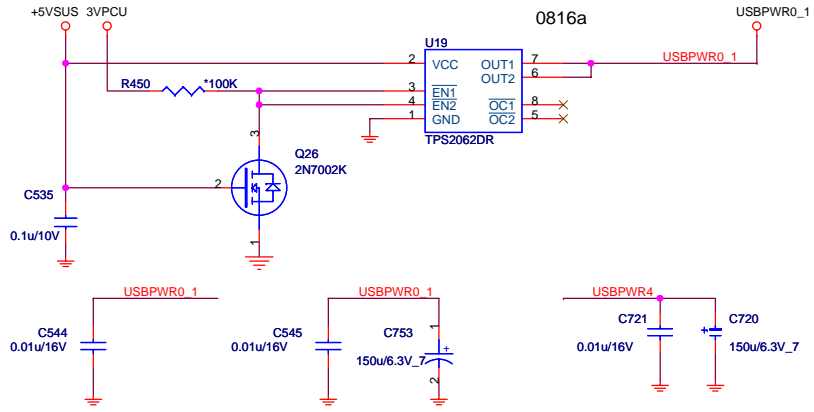 +5VSUS 3VPCU 0816a USBPWR0_1
U19
2 VCC OUT1 7 USBPWR0_1
OUT2 6
R450 *100K 3 EN1
4 EN2 OC1 8
1 GND OC2 5
TPS2062DR
3
Q26
2N7002K
2
C535
0.1u/10V
1
USBPWR0_1 USBPWR0_1 USBPWR4
C544 C545 C753 1 C721 C720
0.01u/16V 0.01u/16V + 0.01u/16V + 150u/6.3V_7
150u/6.3V_7
2